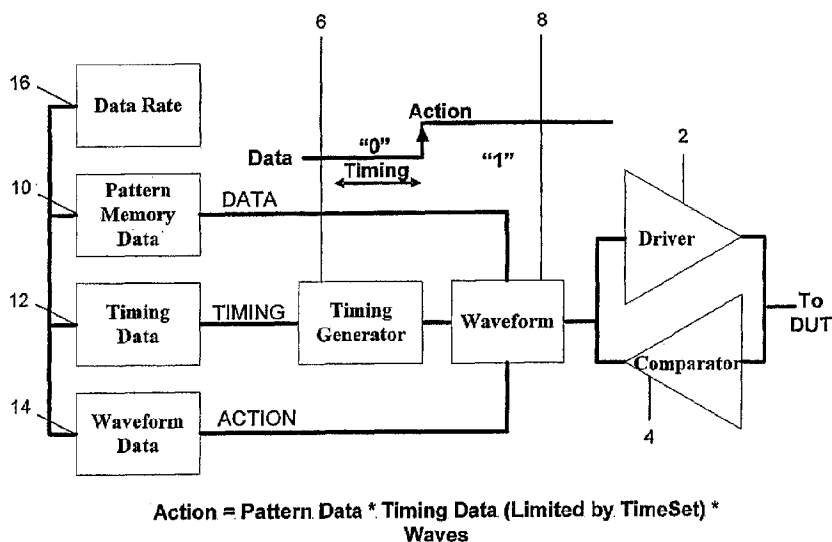 6
8
16
Data Rate
Action
"0"
Data
"1"
Timing
2
10
Pattern
Memory
Data
DATA
Driver
12
Timing
Data
TIMING
Timing
Generator
Waveform
To
DUT
Comparator
14
Waveform
Data
ACTION
4
Action = Pattern Data * Timing Data (Limited by TimeSet) *
Waves